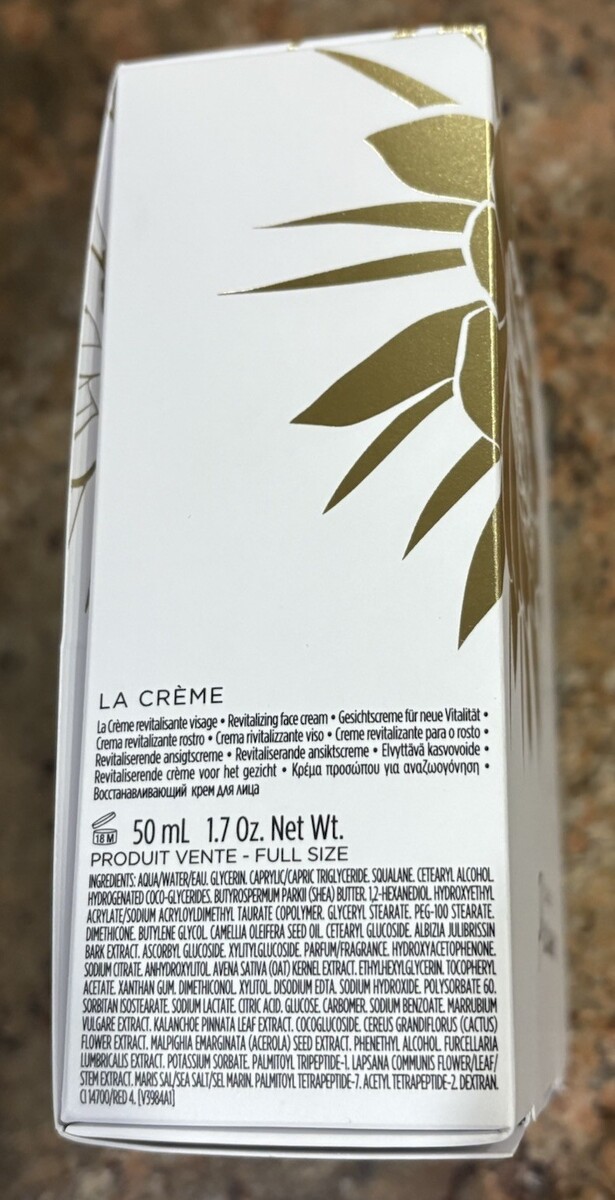 LA CRÈME
La Crème revitalisante visage • Revitalizing face cream • Gesichtscreme für neue Vitalität •
Crema revitalizante rostro • Crema rivitalizzante viso • Creme revitalizante para o rosto •
Revitaliserende ansigtscreme • Revitaliserande ansiktscreme • Elvyttävä kasvovoide •
Revitaliserende crème voor het gezicht • Κρέμα προσώπου για αναζωογόνηση •
Восстанавливающий крем для лица
18 M 50 mL 1.7 Oz. Net Wt.
PRODUIT VENTE - FULL SIZE
INGREDIENTS: AQUA/WATER/EAU. GLYCERIN. CAPRYLIC/CAPRIC TRIGLYCERIDE. SQUALANE. CETEARYL ALCOHOL.
HYDROGENATED COCO-GLYCERIDES. BUTYROSPERMUM PARKII (SHEA) BUTTER. 1,2-HEXANEDIOL. HYDROXYETHYL
ACRYLATE/SODIUM ACRYLOYLDIMETHYL TAURATE COPOLYMER. GLYCERYL STEARATE. PEG-100 STEARATE.
DIMETHICONE. BUTYLENE GLYCOL. CAMELLIA OLEIFERA SEED OIL. CETEARYL GLUCOSIDE. ALBIZIA JULIBRISSIN
BARK EXTRACT. ASCORBYL GLUCOSIDE. XYLITYLGLUCOSIDE. PARFUM/FRAGRANCE. HYDROXYACETOPHENONE.
SODIUM CITRATE. ANHYDROXYLITOL. AVENA SATIVA (OAT) KERNEL EXTRACT. ETHYLHEXYLGLYCERIN. TOCOPHERYL
ACETATE. XANTHAN GUM. DIMETHICONOL. XYLITOL. DISODIUM EDTA. SODIUM HYDROXIDE. POLYSORBATE 60.
SORBITAN ISOSTEARATE. SODIUM LACTATE. CITRIC ACID. GLUCOSE. CARBOMER. SODIUM BENZOATE. MARRUBIUM
VULGARE EXTRACT. KALANCHOE PINNATA LEAF EXTRACT. COCOGLUCOSIDE. CEREUS GRANDIFLORUS (CACTUS)
FLOWER EXTRACT. MALPIGHIA EMARGINATA (ACEROLA) SEED EXTRACT. PHENETHYL ALCOHOL. FURCELLARIA
LUMBRICALIS EXTRACT. POTASSIUM SORBATE. PALMITOYL TRIPEPTIDE-1. LAPSANA COMMUNIS FLOWER/LEAF/
STEM EXTRACT. MARIS SAL/SEA SALT/SEL MARIN. PALMITOYL TETRAPEPTIDE-7. ACETYL TETRAPEPTIDE-2. DEXTRAN.
CI 14700/RED 4. [V3984A1]